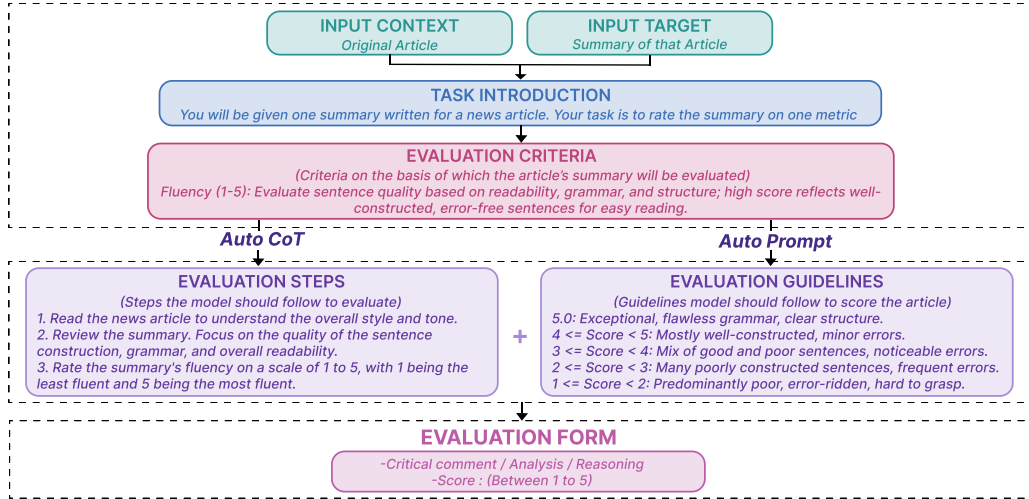 INPUT CONTEXT
Original Article
INPUT TARGET
Summary of that Article
TASK INTRODUCTION
You will be given one summary written for a news article. Your task is to rate the summary on one metric
EVALUATION CRITERIA
(Criteria on the basis of which the article's summary will be evaluated)
Fluency (1-5): Evaluate sentence quality based on readability, grammar, and structure; high score reflects well-
constructed, error-free sentences for easy reading.
Auto CoT
Auto Prompt
EVALUATION STEPS
(Steps the model should follow to evaluate)
1. Read the news article to understand the overall style and tone.
2. Review the summary. Focus on the quality of the sentence
construction, grammar, and overall readability.
3. Rate the summary's fluency on a scale of 1 to 5, with 1 being the
least fluent and 5 being the most fluent.
+
EVALUATION GUIDELINES
(Guidelines model should follow to score the article)
5.0: Exceptional, flawless grammar, clear structure.
4 <= Score < 5: Mostly well-constructed, minor errors.
3 <= Score < 4: Mix of good and poor sentences, noticeable errors.
2 <= Score < 3: Many poorly constructed sentences, frequent errors.
1 <= Score < 2: Predominantly poor, error-ridden, hard to grasp.
EVALUATION FORM
-Critical comment / Analysis / Reasoning
-Score : (Between 1 to 5)